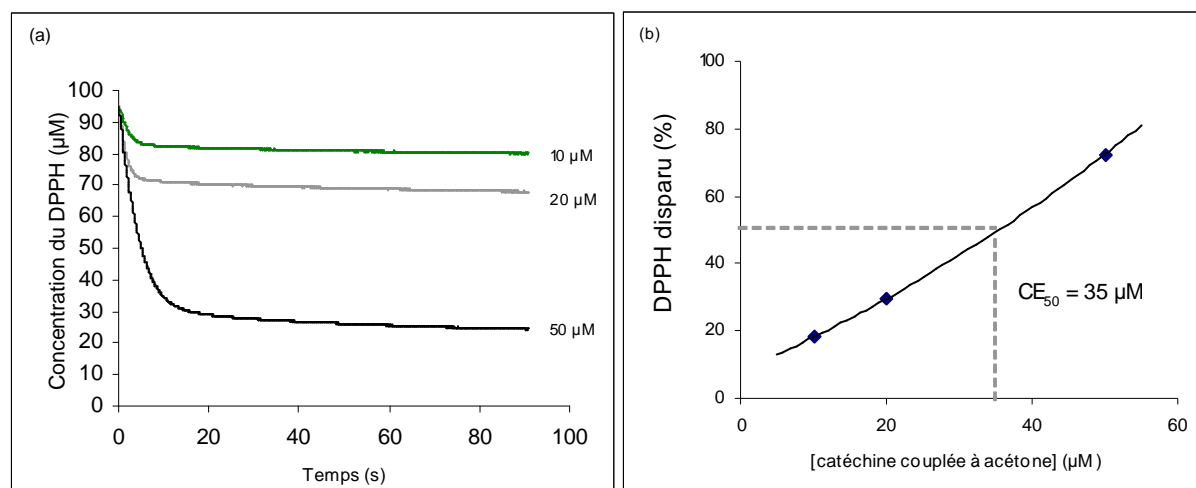 (a)
Concentration du DPPH (µM)
100
90
80
70
60
50
40
30
20
10
0
10 µM
20 µM
50 µM
0 20 40 60 80 100
Temps (s)
(b)
DPPH disparu (%)
100
80
60
40
20
0
CE50 = 35 µM
0 20 40 60
[catéchine couplée à acétone] (µM)